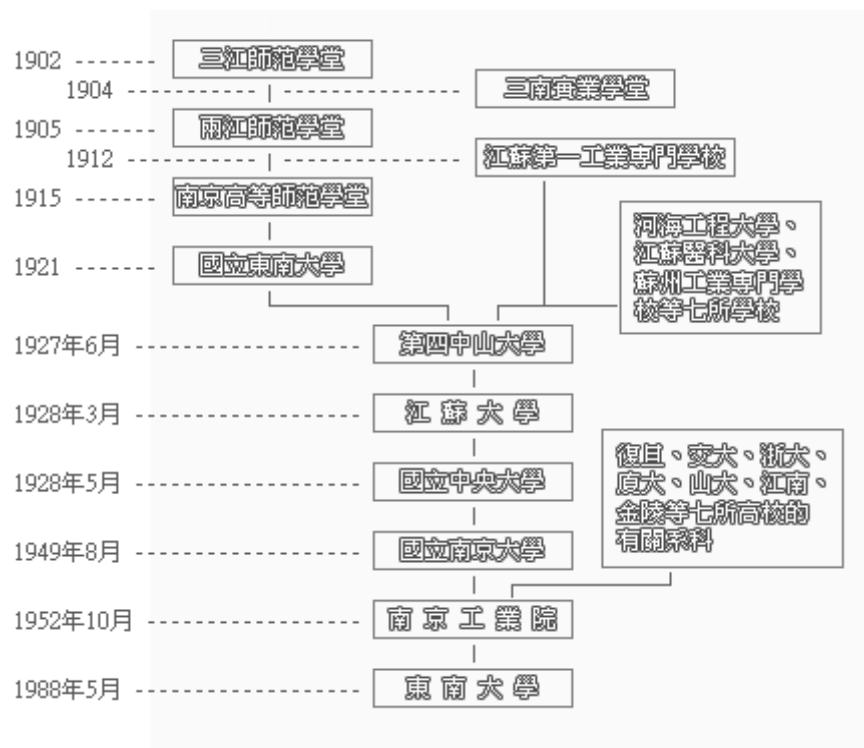 1902 三江師范學堂
1904 三南實業學堂
1905 兩江師范學堂
1912 江蘇第一工業專門學校
1915 南京高等師范學堂
河海工程大學、
江蘇醫科大學、
蘇州工業專門學
校等七所學校
1921 國立東南大學
1927年6月 第四中山大學
1928年3月 江蘇大學
復旦、交大、浙大、
廈大、山大、江南、
金陵等七所高校的
有關系科
1928年5月 國立中央大學
1949年8月 國立南京大學
1952年10月 南京工業院
1988年5月 東南大學